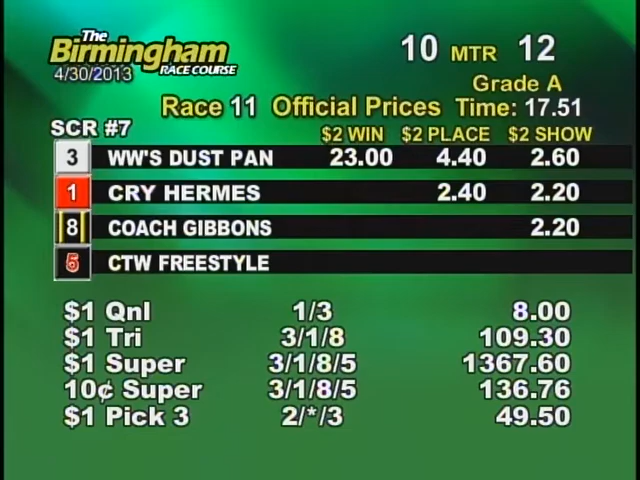 The
Birmingham
RACE COURSE
4/30/2013
10 MTR 12
Grade A
Race 11 Official Prices Time: 17.51
SCR #7
$2 WIN $2 PLACE $2 SHOW
3 WW'S DUST PAN 23.00 4.40 2.60
1 CRY HERMES 2.40 2.20
8 COACH GIBBONS 2.20
5 CTW FREESTYLE
$1 Qnl 1/3 8.00
$1 Tri 3/1/8 109.30
$1 Super 3/1/8/5 1367.60
10¢ Super 3/1/8/5 136.76
$1 Pick 3 2/*/3 49.50